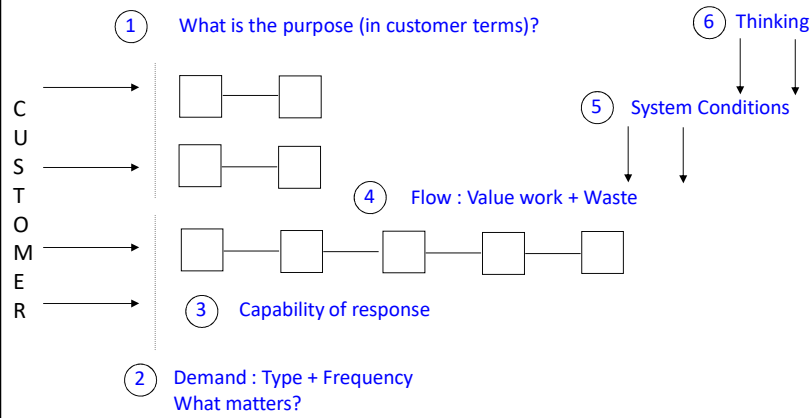 1 What is the purpose (in customer terms)?
6 Thinking
5 System Conditions
CUSTOMER
4 Flow : Value work + Waste
3 Capability of response
2 Demand : Type + Frequency
What matters?